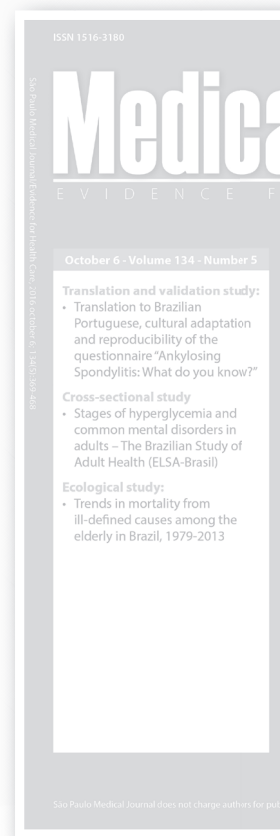 ISSN 1516-3180
Medica
EVIDENCE F
São Paulo Medical Journal/Evidence for Health Care, 2016 october 6; 134(5):369-468
October 6 - Volume 134 - Number 5
Translation and validation study:
• Translation to Brazilian
Portuguese, cultural adaptation
and reproducibility of the
questionnaire “Ankylosing
Spondylitis: What do you know?”
Cross-sectional study
• Stages of hyperglycemia and
common mental disorders in
adults – The Brazilian Study of
Adult Health (ELSA-Brasil)
Ecological study:
• Trends in mortality from
ill-defined causes among the
elderly in Brazil, 1979-2013
São Paulo Medical Journal does not charge authors for pub